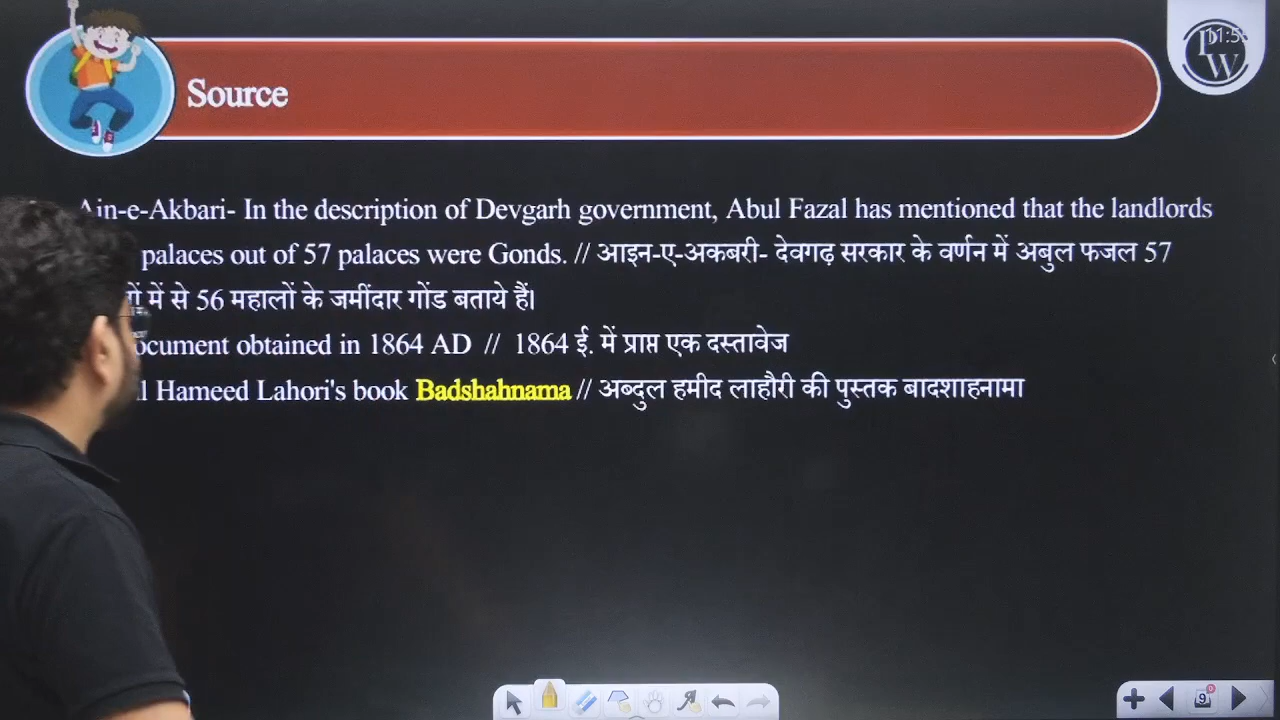 Source
Ain-e-Akbari- In the description of Devgarh government, Abul Fazal has mentioned that the landlords
palaces out of 57 palaces were Gonds. // आइन-ए-अकबरी- देवगढ़ सरकार के वर्णन में अबुल फजल 57
में से 56 महालों के जमींदार गोंड बताये हैं।
ocument obtained in 1864 AD // 1864 ई. में प्राप्त एक दस्तावेज
l Hameed Lahori's book Badshahnama // अब्दुल हमीद लाहौरी की पुस्तक बादशाहनामा
PW
9